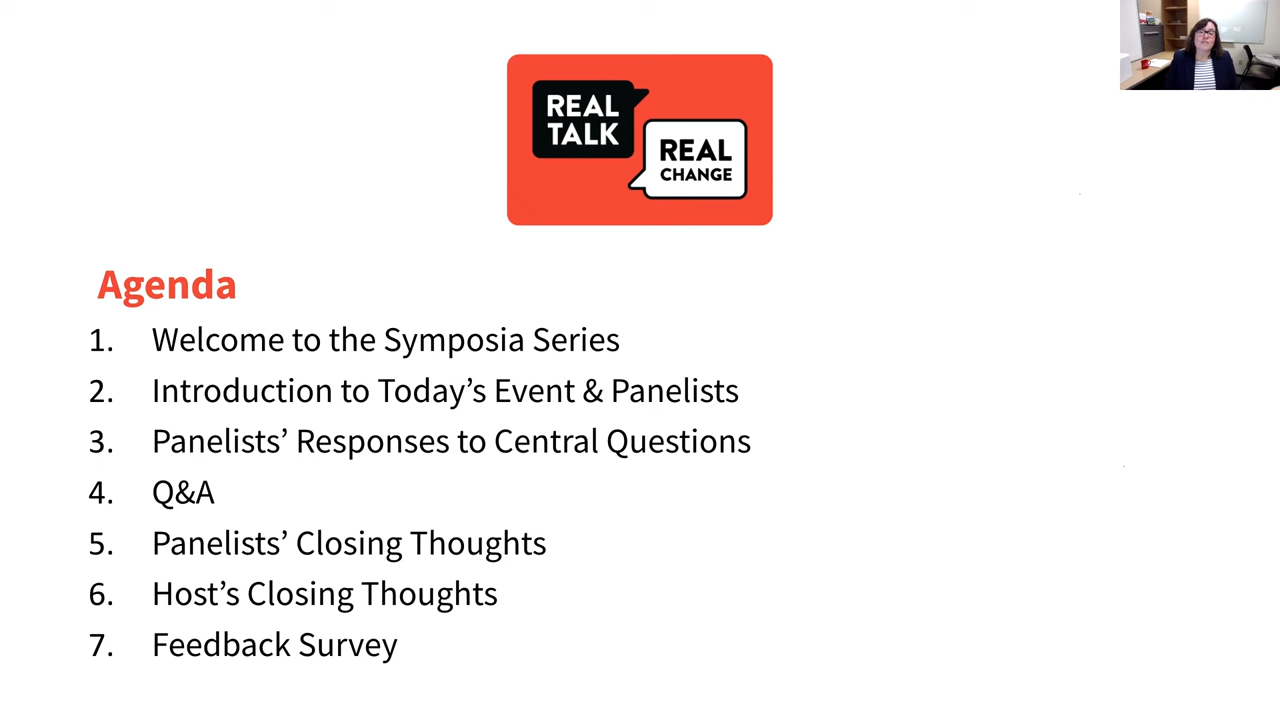 REAL
TALK
REAL
CHANGE
Agenda
1. Welcome to the Symposia Series
2. Introduction to Today’s Event & Panelists
3. Panelists’ Responses to Central Questions
4. Q&A
5. Panelists’ Closing Thoughts
6. Host’s Closing Thoughts
7. Feedback Survey